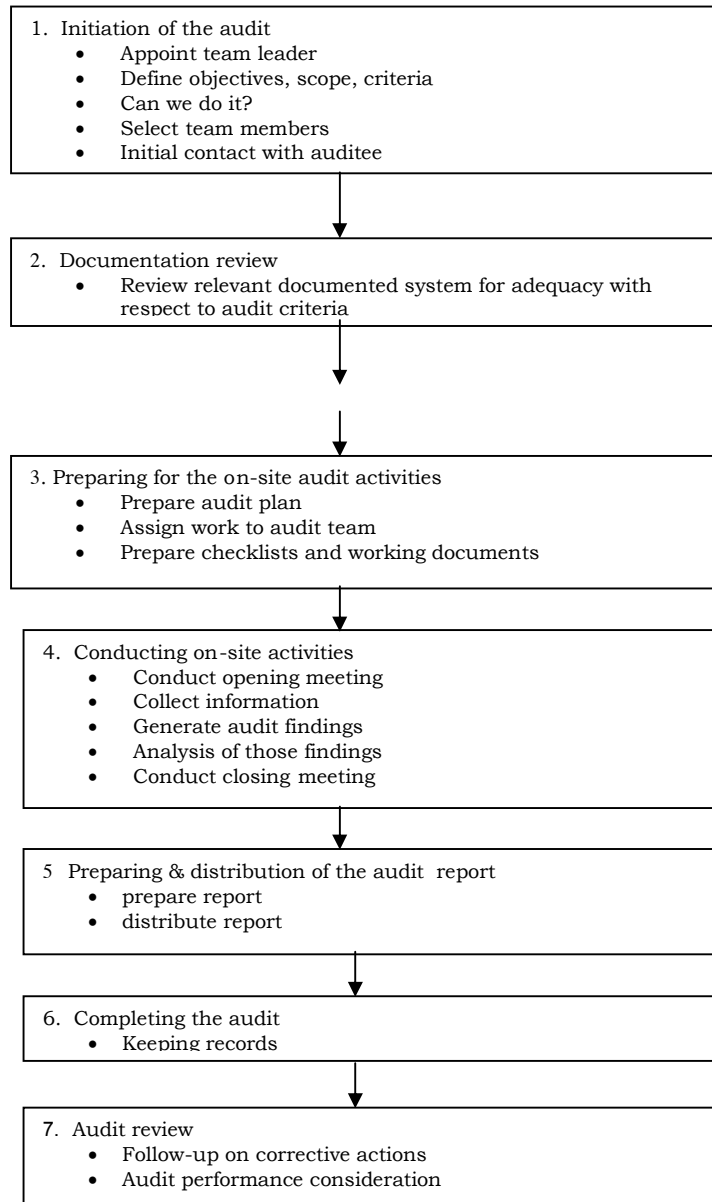 1. Initiation of the audit
• Appoint team leader
• Define objectives, scope, criteria
• Can we do it?
• Select team members
• Initial contact with auditee
2. Documentation review
• Review relevant documented system for adequacy with
respect to audit criteria
3. Preparing for the on-site audit activities
• Prepare audit plan
• Assign work to audit team
• Prepare checklists and working documents
4. Conducting on-site activities
• Conduct opening meeting
• Collect information
• Generate audit findings
• Analysis of those findings
• Conduct closing meeting
5 Preparing & distribution of the audit report
• prepare report
• distribute report
6. Completing the audit
• Keeping records
7. Audit review
• Follow-up on corrective actions
• Audit performance consideration